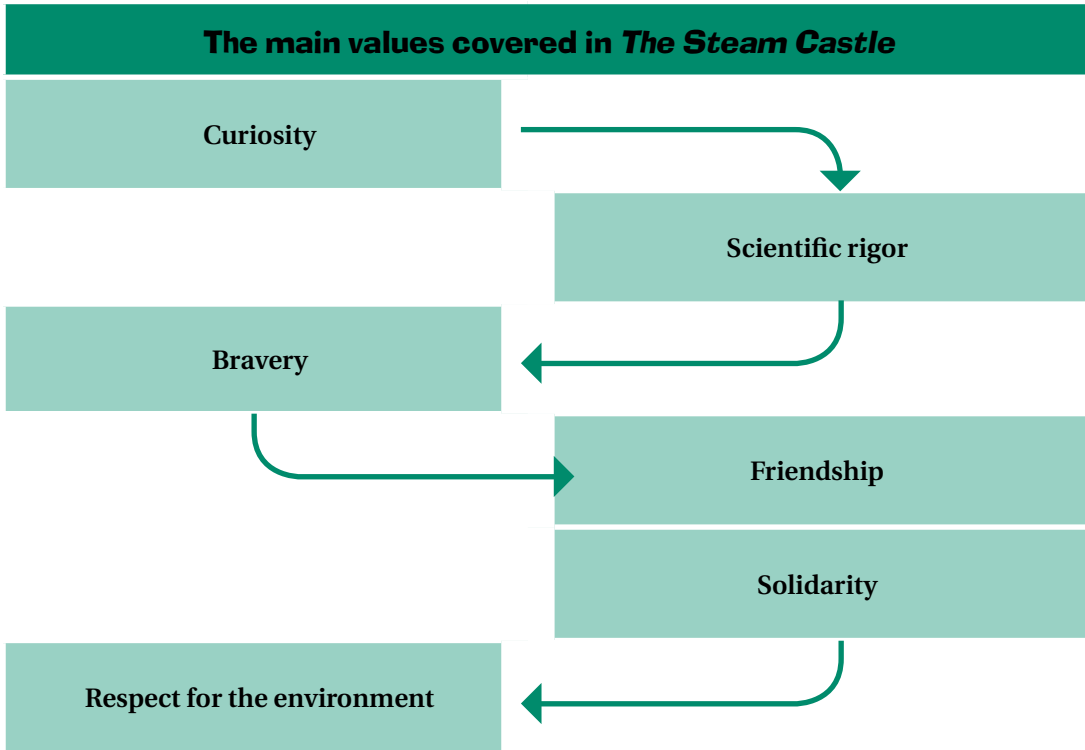 The main values covered in The Steam Castle
Curiosity
Scientific rigor
Bravery
Friendship
Solidarity
Respect for the environment